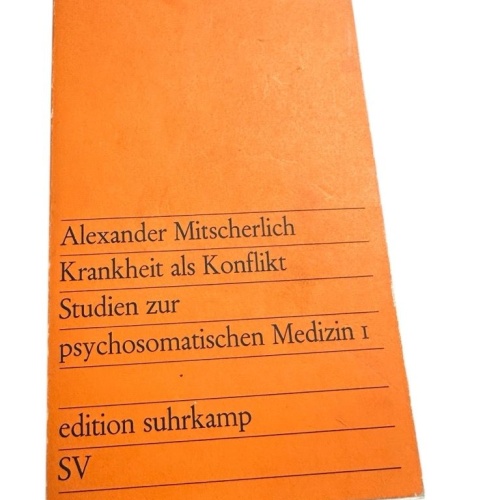 Alexander Mitscherlich
Krankheit als Konflikt
Studien zur
psychosomatischen Medizin 1
edition suhrkamp
SV